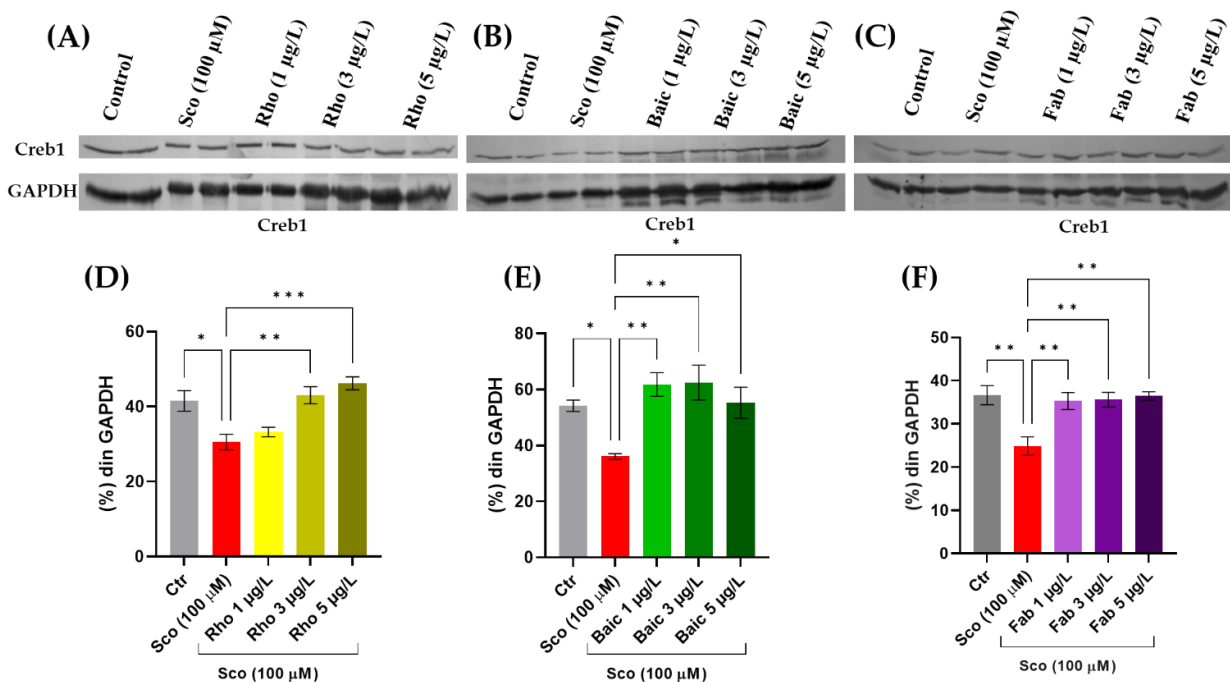 (A)
Control
Sco (100 µM)
Rho (1 µg/L)
Rho (3 µg/L)
Rho (5 µg/L)
Creb1
GAPDH
Creb1
(B)
Control
Sco (100 µM)
Baic (1 µg/L)
Baic (3 µg/L)
Baic (5 µg/L)
Creb1
(C)
Control
Sco (100 µM
Fab (1 µg/L)
Fab (3 µg/L)
Fab (5 µg/L)
Creb1
(D)
(%) din GAPDH
60
40
20
0
*
**
***
Ctr
Sco (100 µM)
Rho 1 µg/L
Rho 3 µg/L
Rho 5 µg/L
Sco (100 µM)
(E)
(%) din GAPDH
80
60
40
20
0
*
**
**
*
Ctr
Sco (100 µM)
Baic 1 µg/L
Baic 3 µg/L
Baic 5 µg/L
Sco (100 µM)
(F)
(%) din GAPDH
50
40
30
20
10
0
**
**
**
**
Ctr
Sco (100 µM)
Fab 1 µg/L
Fab 3 µg/L
Fab 5 µg/L
Sco (100 µM)